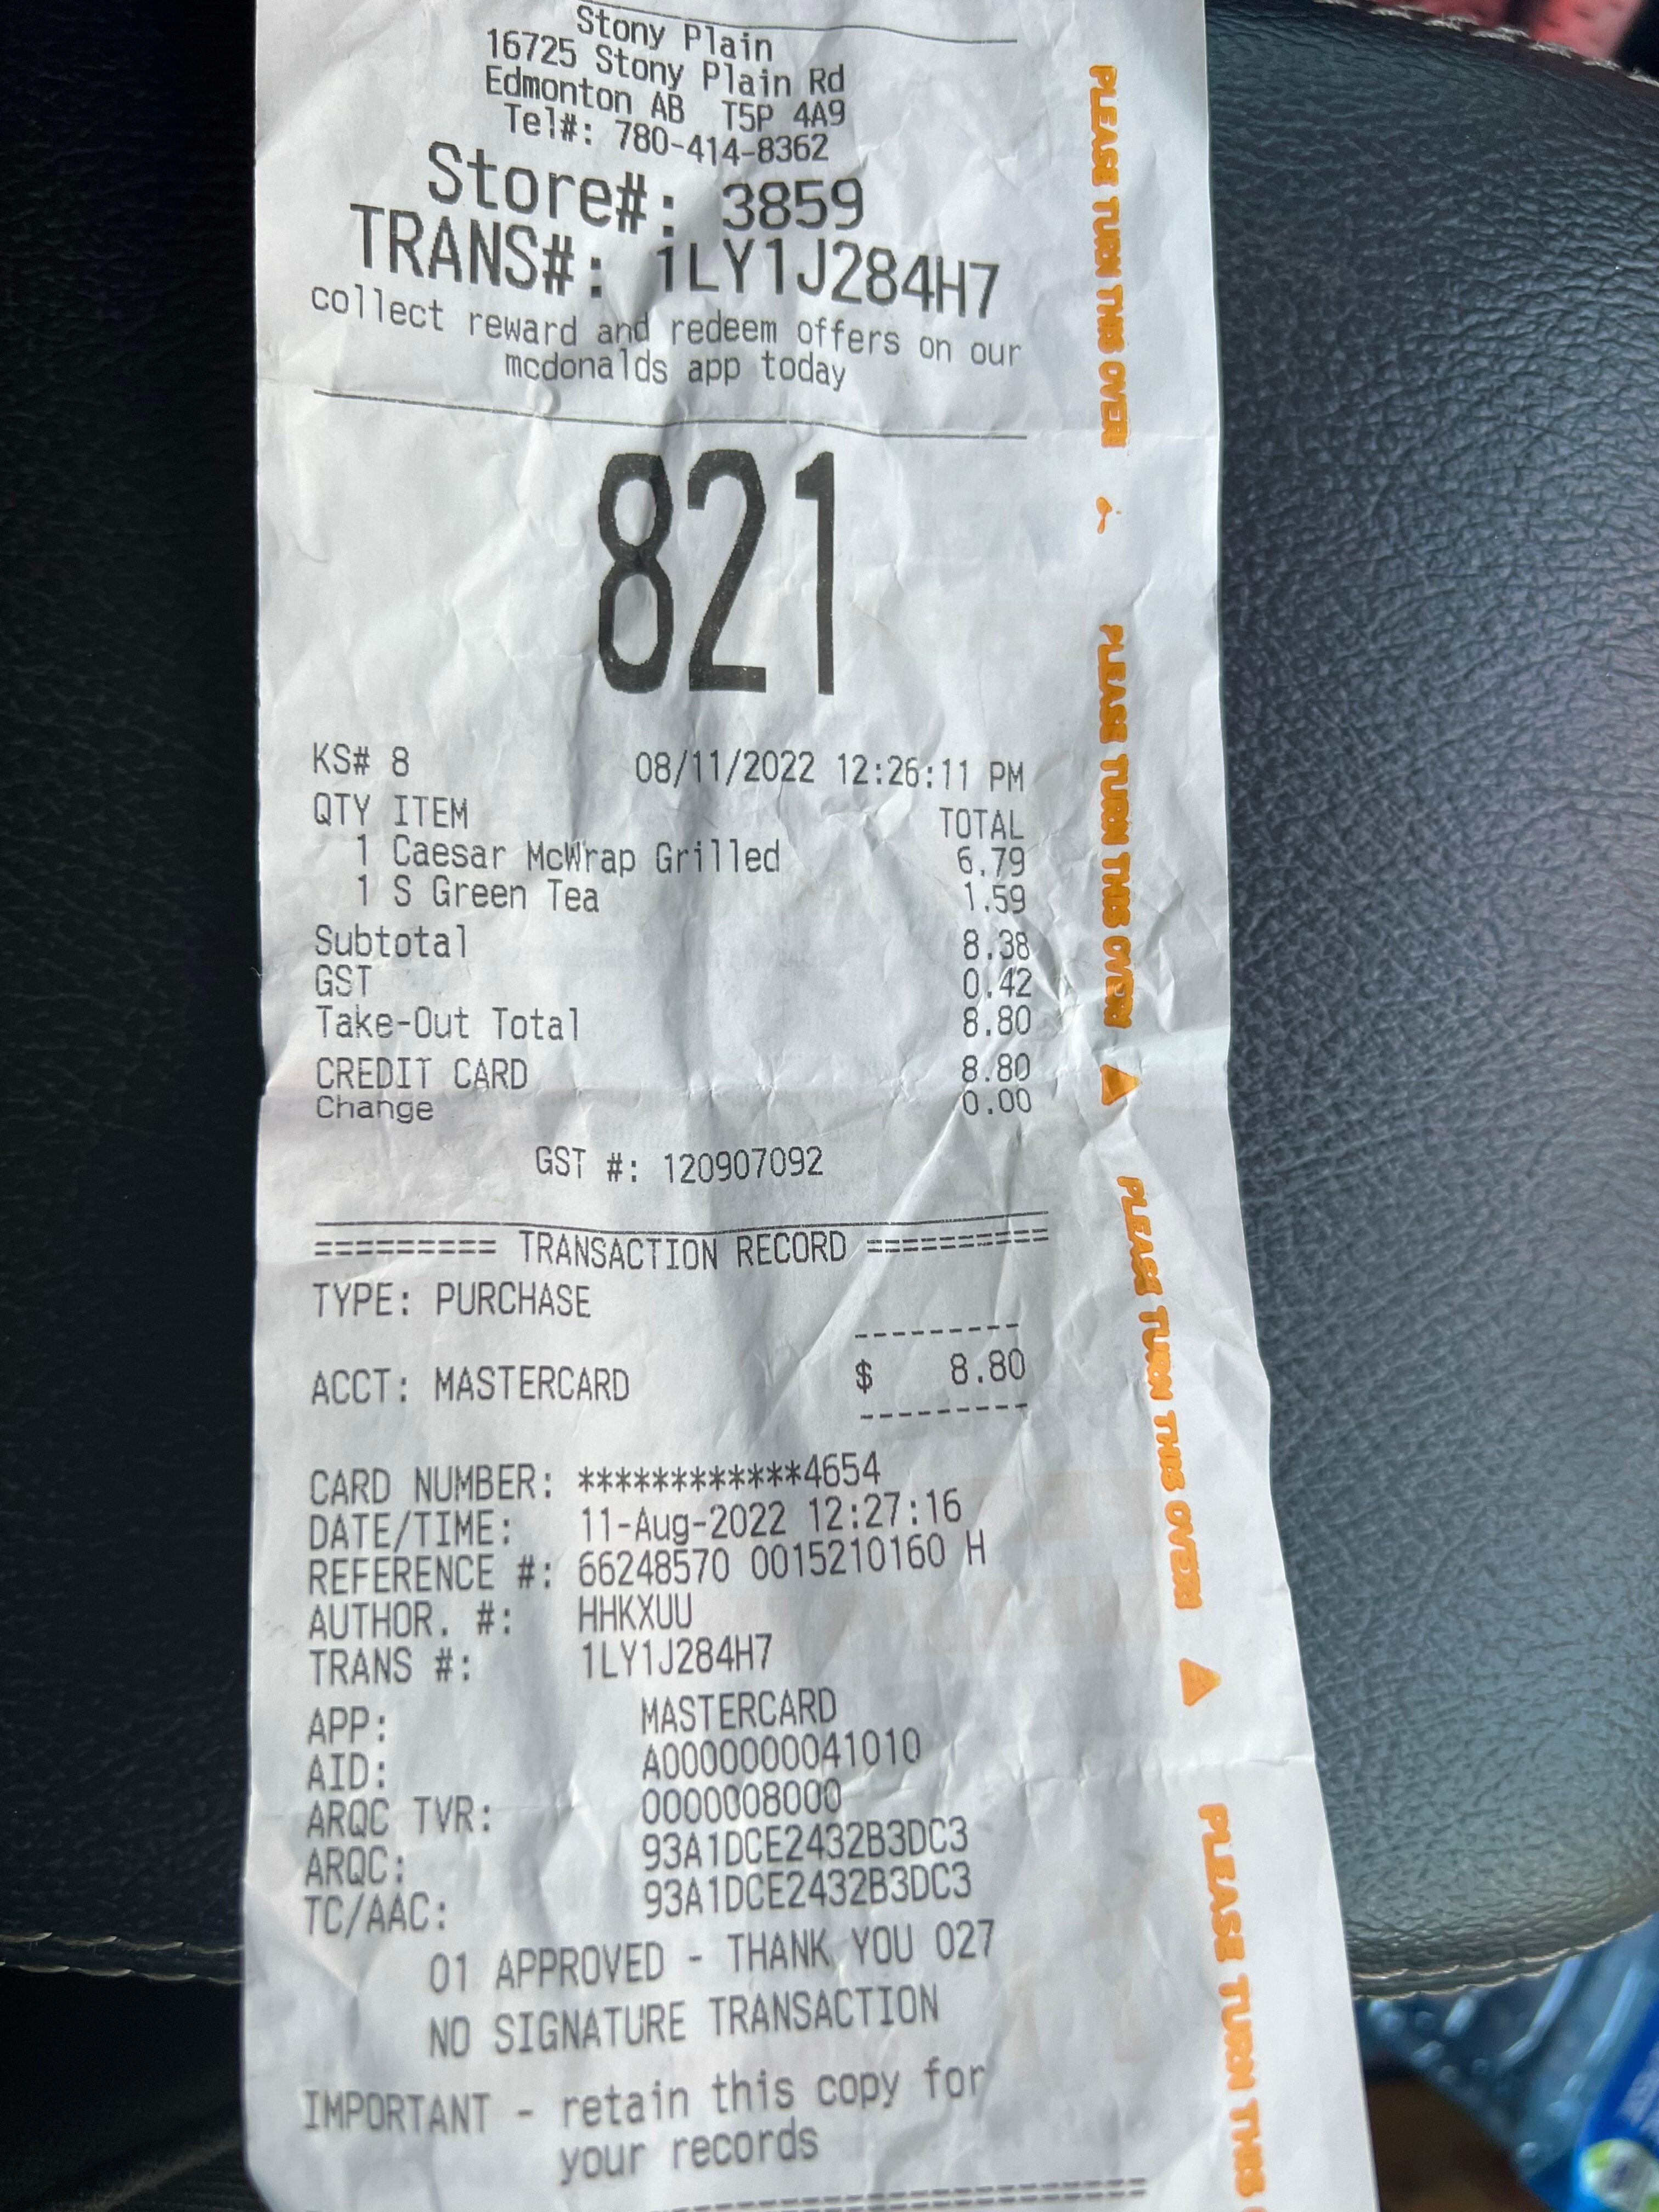 Stony Plain
16725 Stony Plain Rd
Edmonton AB T5P 4A9
Tel#: 780-414-8362
Store#: 3859
TRANS#: 1LY1J284H7
collect reward and redeem offers on our
mcdonalds app today
821
KS# 8 08/11/2022 12:26:11 PM
QTY ITEM TOTAL
1 Caesar McWrap Grilled 6.79
1 S Green Tea 1.59
Subtotal 8.38
GST 0.42
Take-Out Total 8.80
CREDIT CARD 8.80
Change 0.00
GST #: 120907092
========= TRANSACTION RECORD =========
TYPE: PURCHASE
---------
ACCT: MASTERCARD $ 8.80
---------
CARD NUMBER: ************4654
DATE/TIME: 11-Aug-2022 12:27:16
REFERENCE #: 66248570 0015210160 H
AUTHOR. #: HHKXUU
TRANS #: 1LY1J284H7
APP: MASTERCARD
AID: A0000000041010
ARQC TVR: 0000008000
ARQC: 93A1DCE2432B3DC3
TC/AAC: 93A1DCE2432B3DC3
01 APPROVED - THANK YOU 027
NO SIGNATURE TRANSACTION
IMPORTANT - retain this copy for
your records
PLEASE TURN THIS OVER!
PLEASE TURN THIS OVER!
PLEASE TURN THIS OVER!
PLEASE TURN THIS